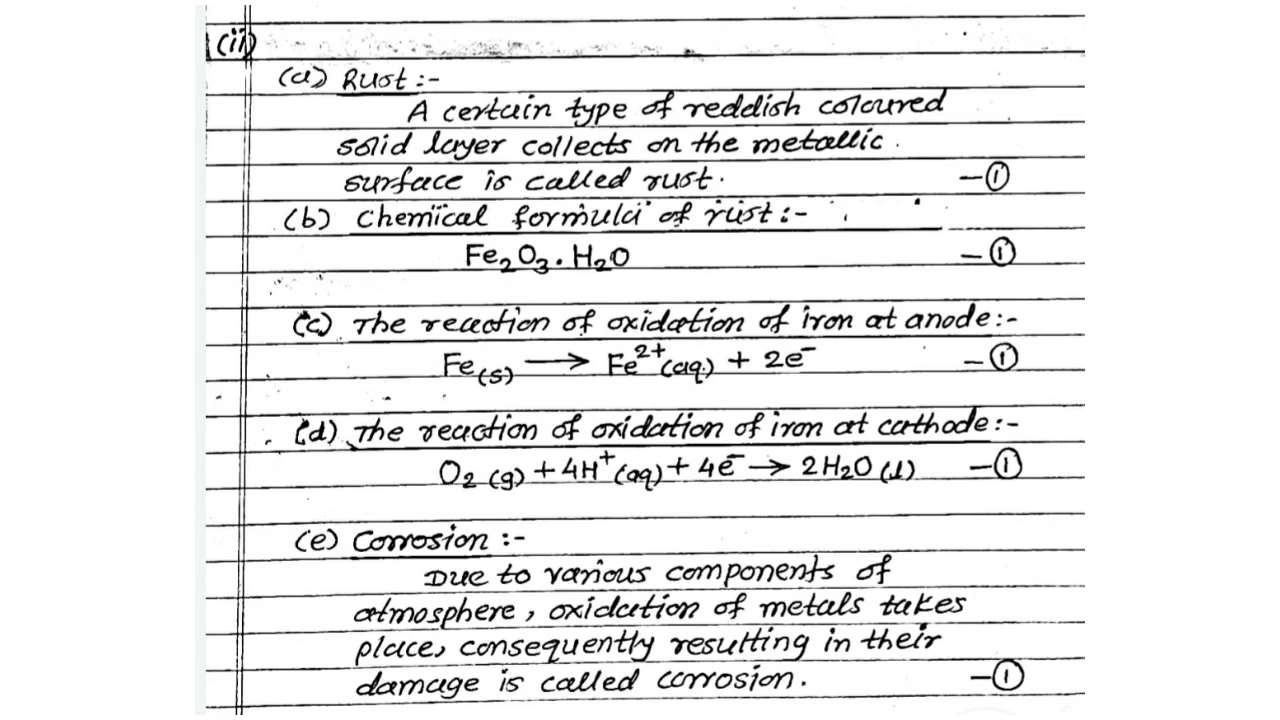 (ii)
(a) Rust :-
A certain type of reddish coloured
solid layer collects on the metallic
surface is called rust. -①
(b) Chemical formula of rust :-
Fe₂O₃.H₂O -①
(c) The reaction of oxidation of iron at anode:-
Fe(s) → Fe²⁺(aq) + 2e⁻ -①
(d) The reaction of oxidation of iron at cathode:-
O₂(g) + 4H⁺(aq) + 4e⁻ → 2H₂O(l) -①
(e) Corrosion :-
Due to various components of
atmosphere, oxidation of metals takes
place, consequently resulting in their
damage is called corrosion. -①